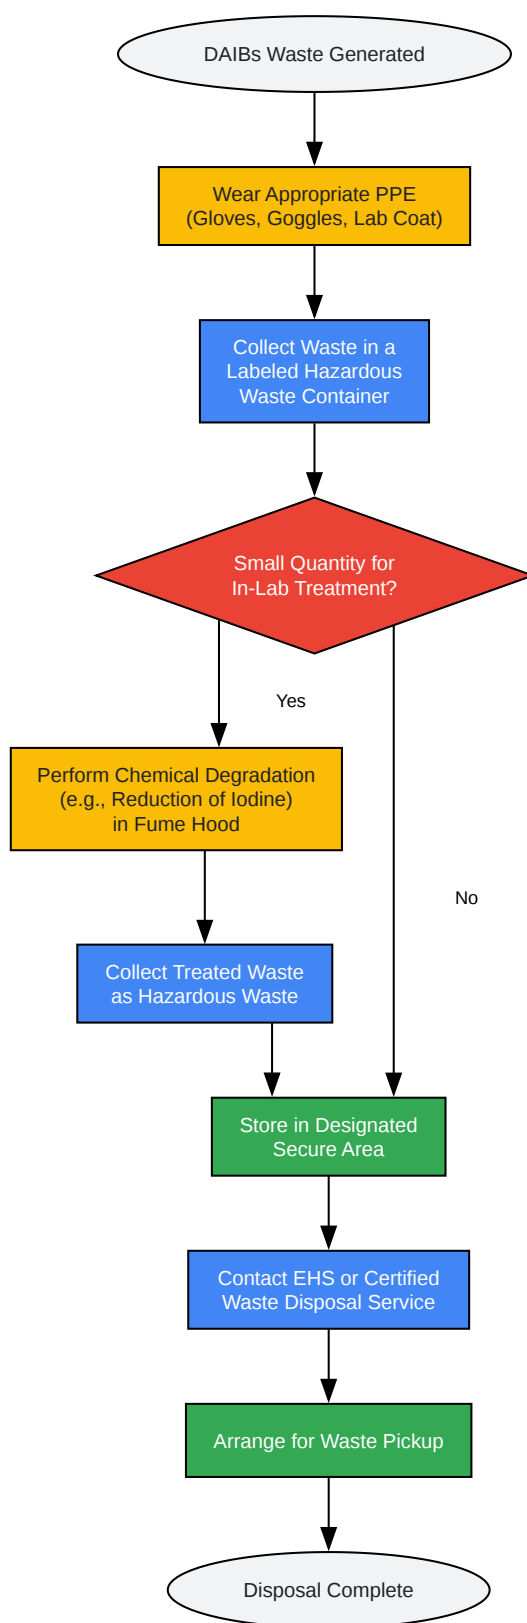 DAIBs Waste Generated
Wear Appropriate PPE
(Gloves, Goggles, Lab Coat)
Collect Waste in a
Labeled Hazardous
Waste Container
Small Quantity for
In-Lab Treatment?
Yes
Perform Chemical Degradation
(e.g., Reduction of Iodine)
in Fume Hood
No
Collect Treated Waste
as Hazardous Waste
Store in Designated
Secure Area
Contact EHS or Certified
Waste Disposal Service
Arrange for Waste Pickup
Disposal Complete